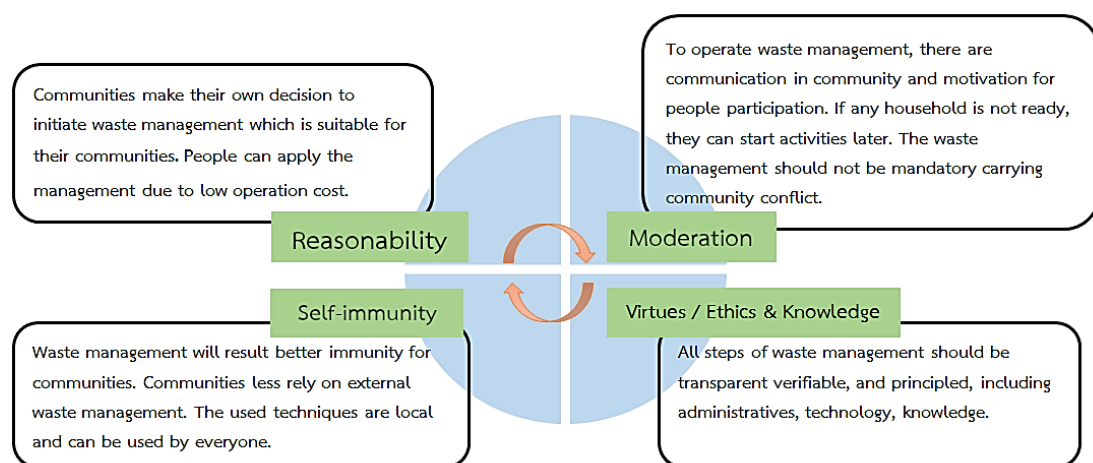 Communities make their own decision to
initiate waste management which is suitable for
their communities. People can apply the
management due to low operation cost.
Reasonability
To operate waste management, there are
communication in community and motivation for
people participation. If any household is not ready,
they can start activities later. The waste
management should not be mandatory carrying
community conflict.
Moderation
Self-immunity
Waste management will result better immunity for
communities. Communities less rely on external
waste management. The used techniques are local
and can be used by everyone.
Virtues / Ethics & Knowledge
All steps of waste management should be
transparent verifiable, and principled, including
administratives, technology, knowledge.